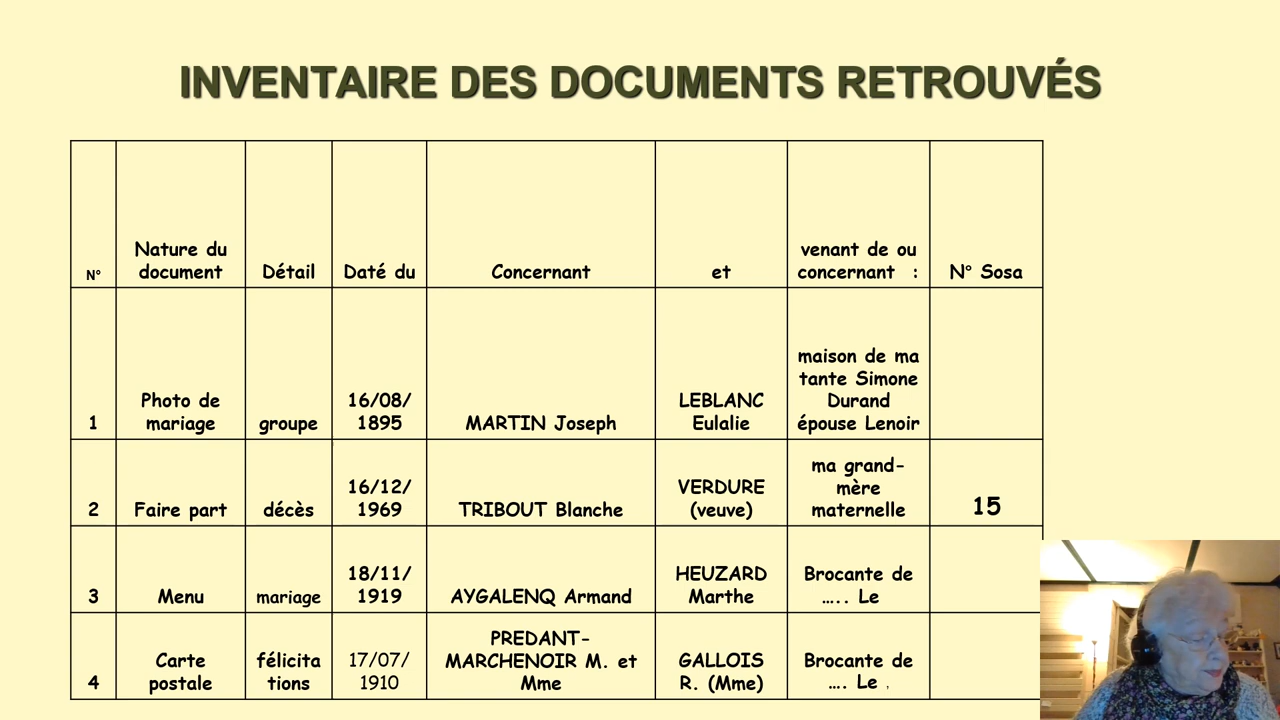 INVENTAIRE DES DOCUMENTS RETROUVÉS
N°
Nature du
document
Détail
Daté du
Concernant
et
venant de ou
concernant :
N° Sosa
1
Photo de
mariage
groupe
16/08/
1895
MARTIN Joseph
LEBLANC
Eulalie
maison de ma
tante Simone
Durand
épouse Lenoir
2
Faire part
décès
16/12/
1969
TRIBOUT Blanche
VERDURE
(veuve)
ma grand-
mère
maternelle
15
3
Menu
mariage
18/11/
1919
AYGALENQ Armand
HEUZARD
Marthe
Brocante de
….. Le
4
Carte
postale
félicita
tions
17/07/
1910
PREDANT-
MARCHENOIR M. et
Mme
GALLOIS
R. (Mme)
Brocante de
…. Le ,